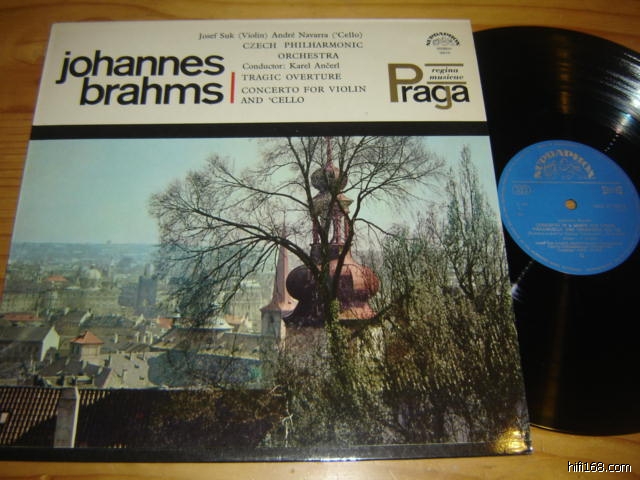 Josef Suk (Violin) André Navarra ('Cello)
CZECH PHILHARMONIC
ORCHESTRA
Conductor: Karel Ančerl
TRAGIC OVERTURE
CONCERTO FOR VIOLIN
AND 'CELLO
johannes
brahms
SUPRAPHON
regina
musicae
Praga
SUPRAPHON
hifi168.com